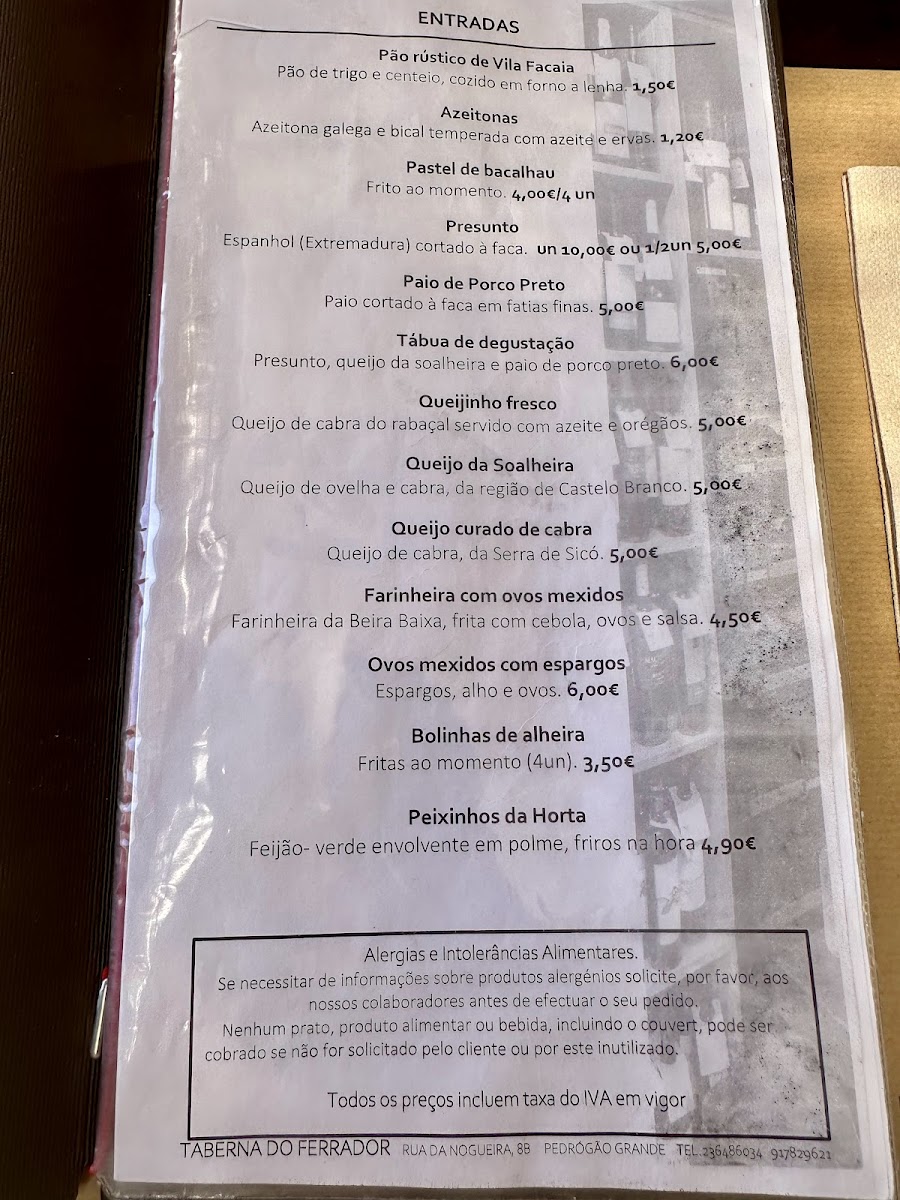 ENTRADAS
Pão rústico de Vila Facaia
Pão de trigo e centeio, cozido em forno a lenha. 1,50€
Azeitonas
Azeitona galega e bical temperada com azeite e ervas. 1,20€
Pastel de bacalhau
Frito ao momento. 4,00€/4 un
Presunto
Espanhol (Extremadura) cortado à faca. un 10,00€ ou 1/2un 5,00€
Paio de Porco Preto
Paio cortado à faca em fatias finas. 5,00€
Tábua de degustação
Presunto, queijo da soalheira e paio de porco preto. 6,00€
Queijinho fresco
Queijo de cabra do rabaçal servido com azeite e orégãos. 5,00€
Queijo da Soalheira
Queijo de ovelha e cabra, da região de Castelo Branco. 5,00€
Queijo curado de cabra
Queijo de cabra, da Serra de Sicó. 5,00€
Farinheira com ovos mexidos
Farinheira da Beira Baixa, frita com cebola, ovos e salsa. 4,50€
Ovos mexidos com espargos
Espargos, alho e ovos. 6,00€
Bolinhas de alheira
Fritas ao momento (4un). 3,50€
Peixinhos da Horta
Feijão- verde envolvente em polme, friros na hora 4,90€
Alergias e Intolerâncias Alimentares.
Se necessitar de informações sobre produtos alergénios solicite, por favor, aos
nossos colaboradores antes de efectuar o seu pedido.
Nenhum prato, produto alimentar ou bebida, incluindo o couvert, pode ser
cobrado se não for solicitado pelo cliente ou por este inutilizado.
Todos os preços incluem taxa do IVA em vigor
TABERNA DO FERRADOR RUA DA NOGUEIRA, 8B PEDRÓGÃO GRANDE TEL.236486034 917829621